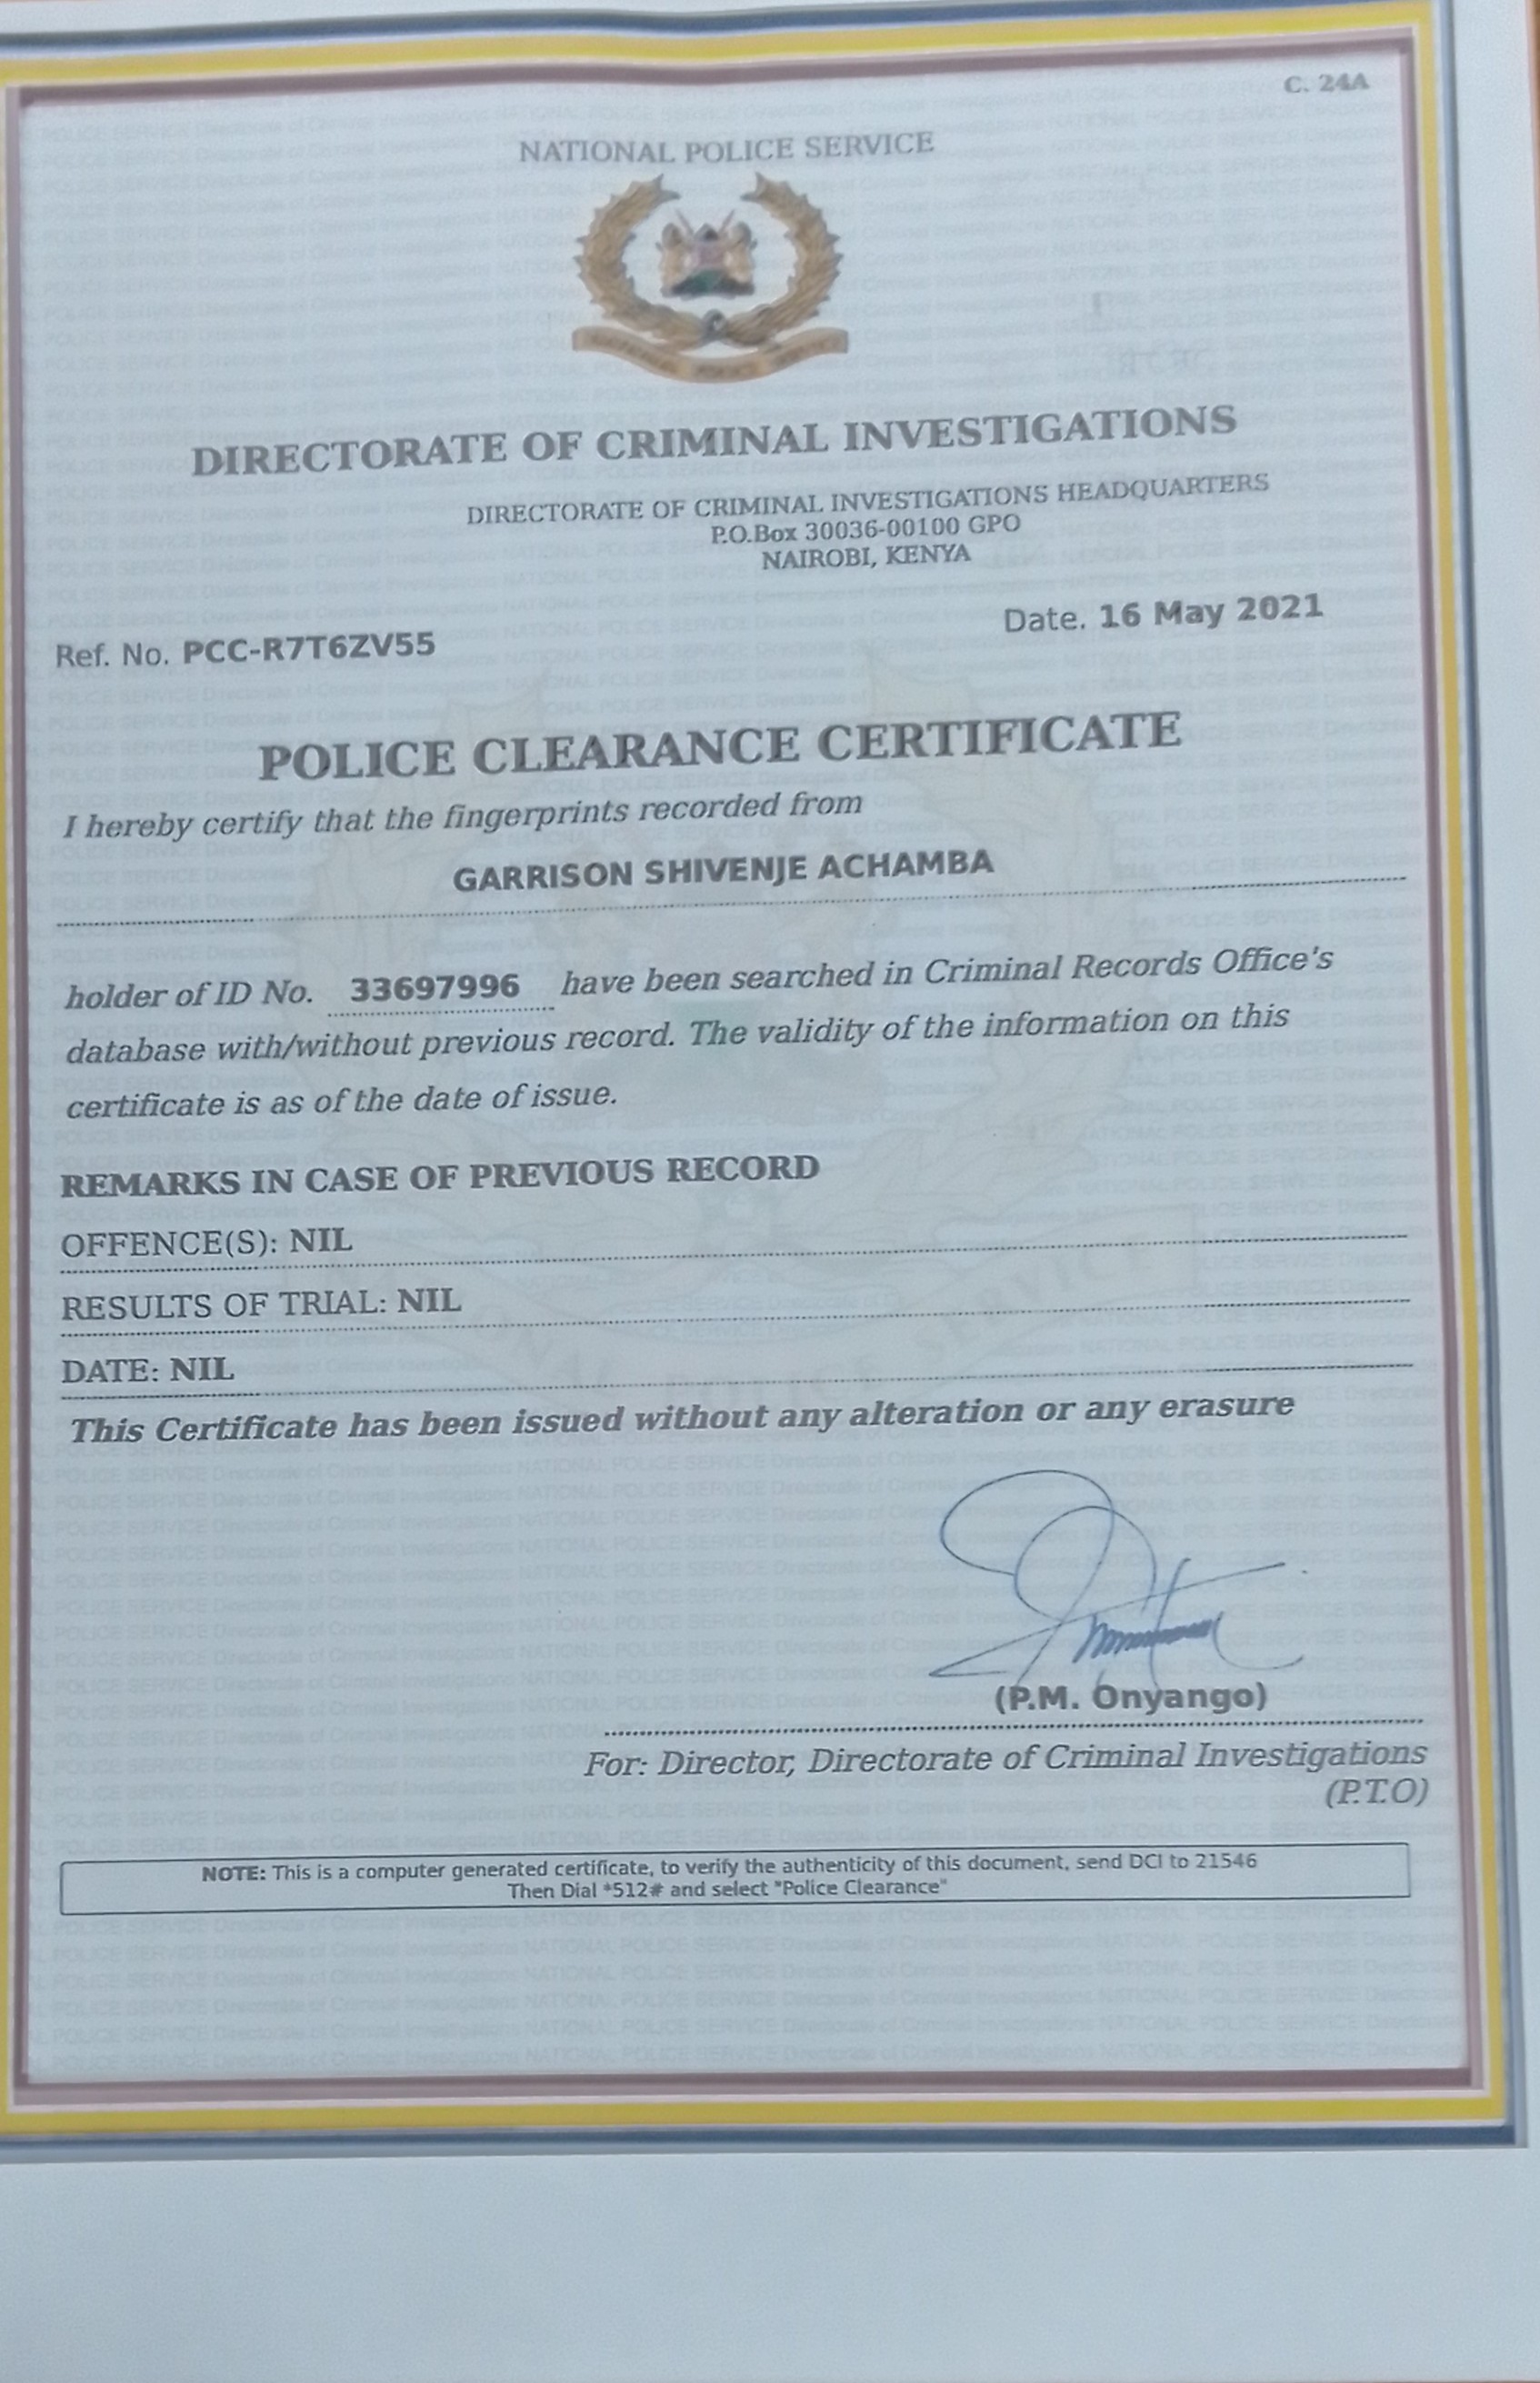 C. 24A
NATIONAL POLICE SERVICE
DIRECTORATE OF CRIMINAL INVESTIGATIONS
DIRECTORATE OF CRIMINAL INVESTIGATIONS HEADQUARTERS
P.O.Box 30036-00100 GPO
NAIROBI, KENYA
Ref. No. PCC-R7T6ZV55
Date. 16 May 2021
POLICE CLEARANCE CERTIFICATE
I hereby certify that the fingerprints recorded from
GARRISON SHIVENJE ACHAMBA
holder of ID No. 33697996 have been searched in Criminal Records Office's
database with/without previous record. The validity of the information on this
certificate is as of the date of issue.
REMARKS IN CASE OF PREVIOUS RECORD
OFFENCE(S): NIL
RESULTS OF TRIAL: NIL
DATE: NIL
This Certificate has been issued without any alteration or any erasure
(P.M. Onyango)
For: Director, Directorate of Criminal Investigations
(P.T.O)
NOTE: This is a computer generated certificate, to verify the authenticity of this document, send DCI to 21546
Then Dial *512# and select "Police Clearance"